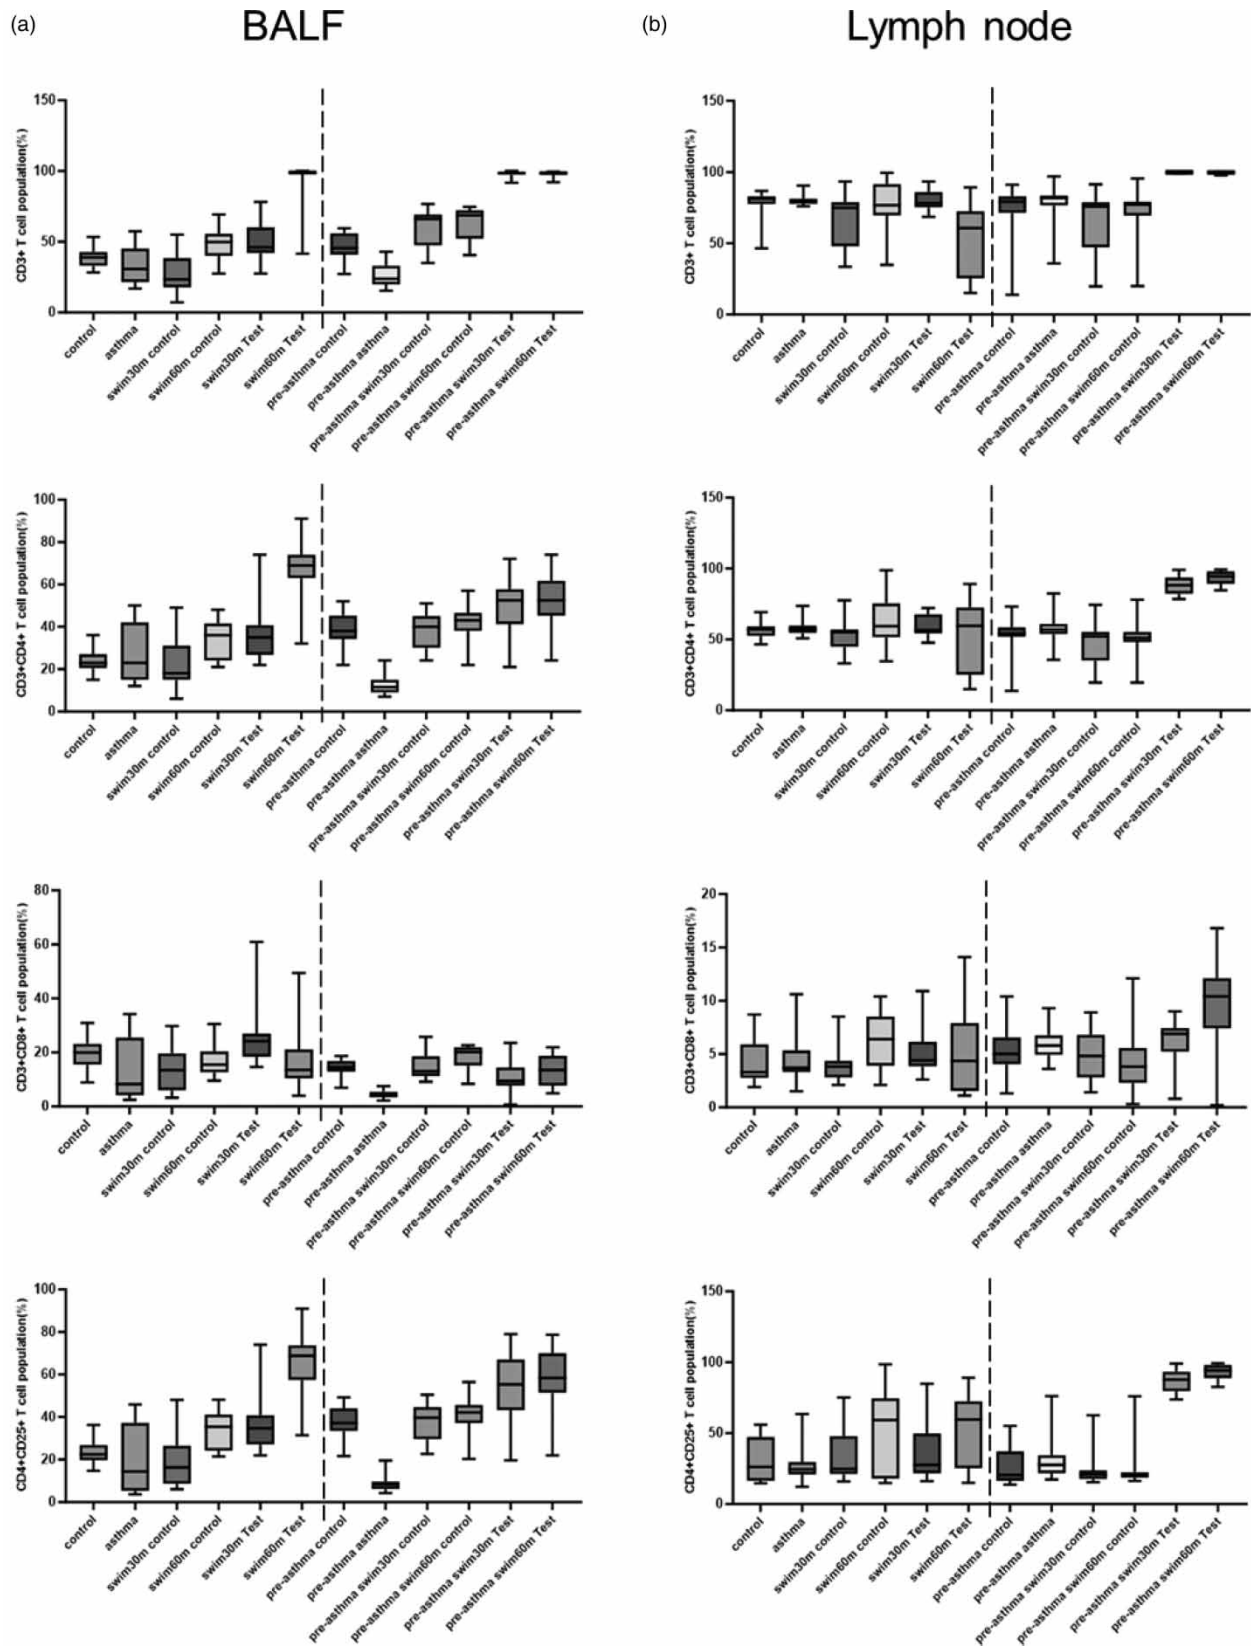 (a) BALF
(b) Lymph node
CD3+ T cell population(%)
150
100
50
0
control
asthma
swim30m control
swim60m control
swim30m Test
swim60m Test
pre-asthma control
pre-asthma asthma
pre-asthma swim30m control
pre-asthma swim60m control
pre-asthma swim30m Test
pre-asthma swim60m Test
CD3+ T cell population(%)
150
100
50
0
control
asthma
swim30m control
swim60m control
swim30m Test
swim60m Test
pre-asthma control
pre-asthma asthma
pre-asthma swim30m control
pre-asthma swim60m control
pre-asthma swim30m Test
pre-asthma swim60m Test
CD3+CD4+ T cell population(%)
100
80
60
40
20
0
control
asthma
swim30m control
swim60m control
swim30m Test
swim60m Test
pre-asthma control
pre-asthma asthma
pre-asthma swim30m control
pre-asthma swim60m control
pre-asthma swim30m Test
pre-asthma swim60m Test
CD3+CD4+ T cell population(%)
150
100
50
0
control
asthma
swim30m control
swim60m control
swim30m Test
swim60m Test
pre-asthma control
pre-asthma asthma
pre-asthma swim30m control
pre-asthma swim60m control
pre-asthma swim30m Test
pre-asthma swim60m Test
CD3+CD8+ T cell population(%)
80
60
40
20
0
control
asthma
swim30m control
swim60m control
swim30m Test
swim60m Test
pre-asthma control
pre-asthma asthma
pre-asthma swim30m control
pre-asthma swim60m control
pre-asthma swim30m Test
pre-asthma swim60m Test
CD3+CD8+ T cell population(%)
20
15
10
5
0
control
asthma
swim30m control
swim60m control
swim30m Test
swim60m Test
pre-asthma control
pre-asthma asthma
pre-asthma swim30m control
pre-asthma swim60m control
pre-asthma swim30m Test
pre-asthma swim60m Test
CD4+CD25+ T cell population(%)
100
80
60
40
20
0
control
asthma
swim30m control
swim60m control
swim30m Test
swim60m Test
pre-asthma control
pre-asthma asthma
pre-asthma swim30m control
pre-asthma swim60m control
pre-asthma swim30m Test
pre-asthma swim60m Test
CD4+CD25+ T cell population(%)
150
100
50
0
control
asthma
swim30m control
swim60m control
swim30m Test
swim60m Test
pre-asthma control
pre-asthma asthma
pre-asthma swim30m control
pre-asthma swim60m control
pre-asthma swim30m Test
pre-asthma swim60m Test